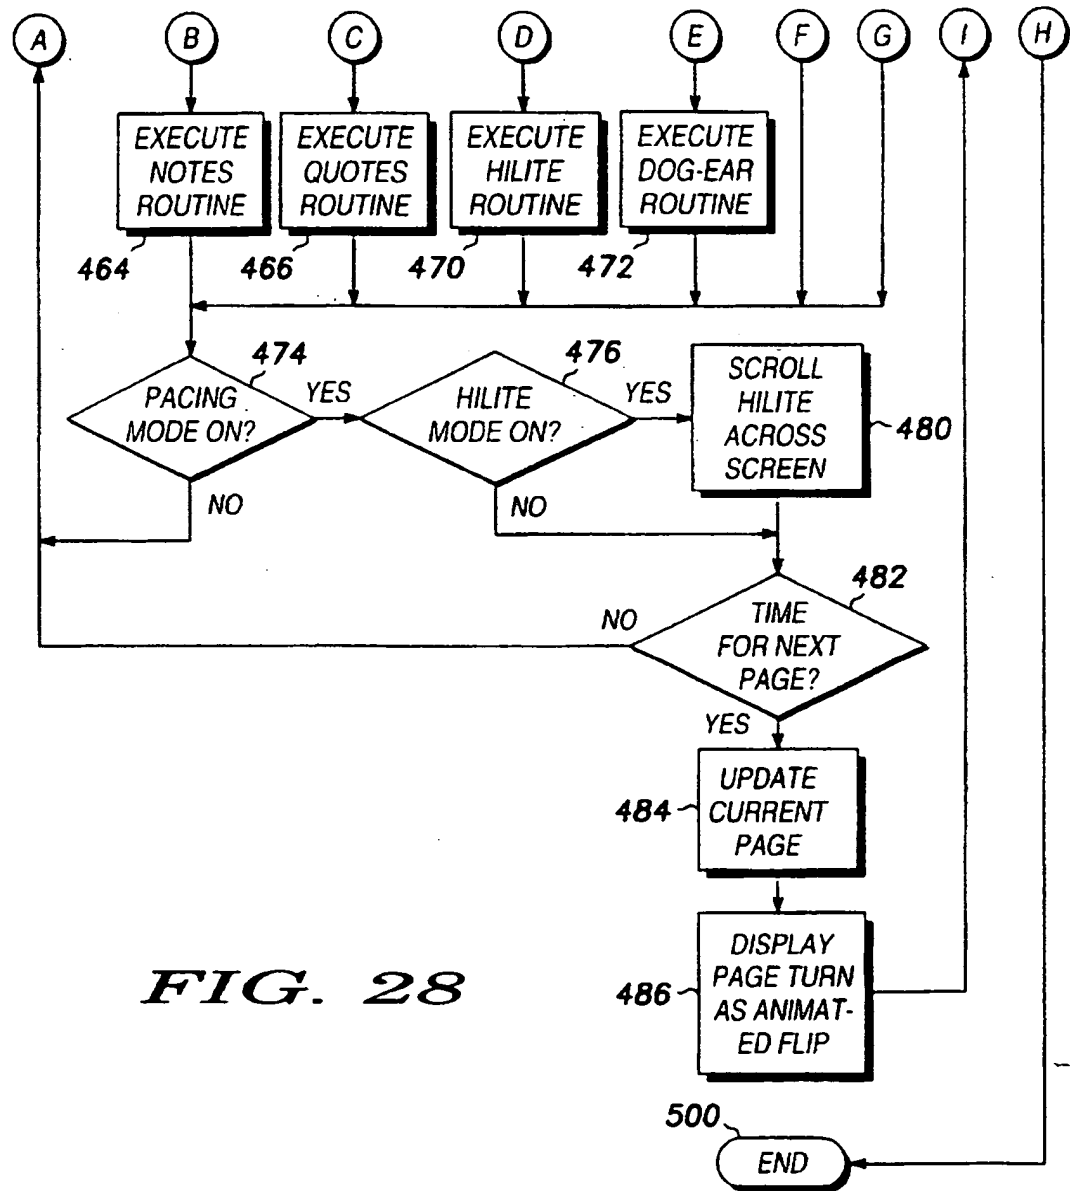 A B C D E F G I H
EXECUTE
NOTES
ROUTINE
464
EXECUTE
QUOTES
ROUTINE
466
EXECUTE
HILITE
ROUTINE
470
EXECUTE
DOG-EAR
ROUTINE
472
PACING
MODE ON?
474
YES
NO
HILITE
MODE ON?
476
YES
NO
SCROLL
HILITE
ACROSS
SCREEN
480
TIME
FOR NEXT
PAGE?
482
NO
YES
UPDATE
CURRENT
PAGE
484
DISPLAY
PAGE TURN
AS ANIMAT-
ED FLIP
486
FIG. 28
500
END